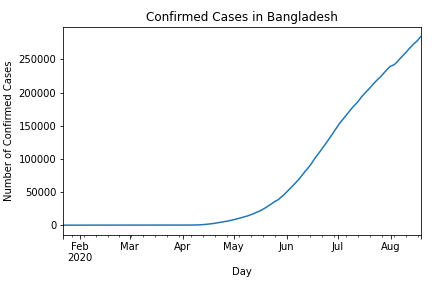 Confirmed Cases in Bangladesh
Number of Confirmed Cases
250000
200000
150000
100000
50000
0
Feb Mar Apr May Jun Jul Aug
2020
Day